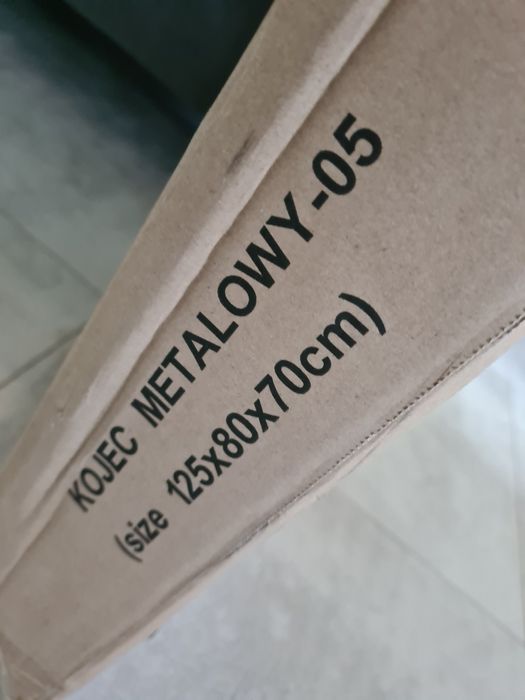 KOJEC METALOWY-05
(size 125x80x70cm)